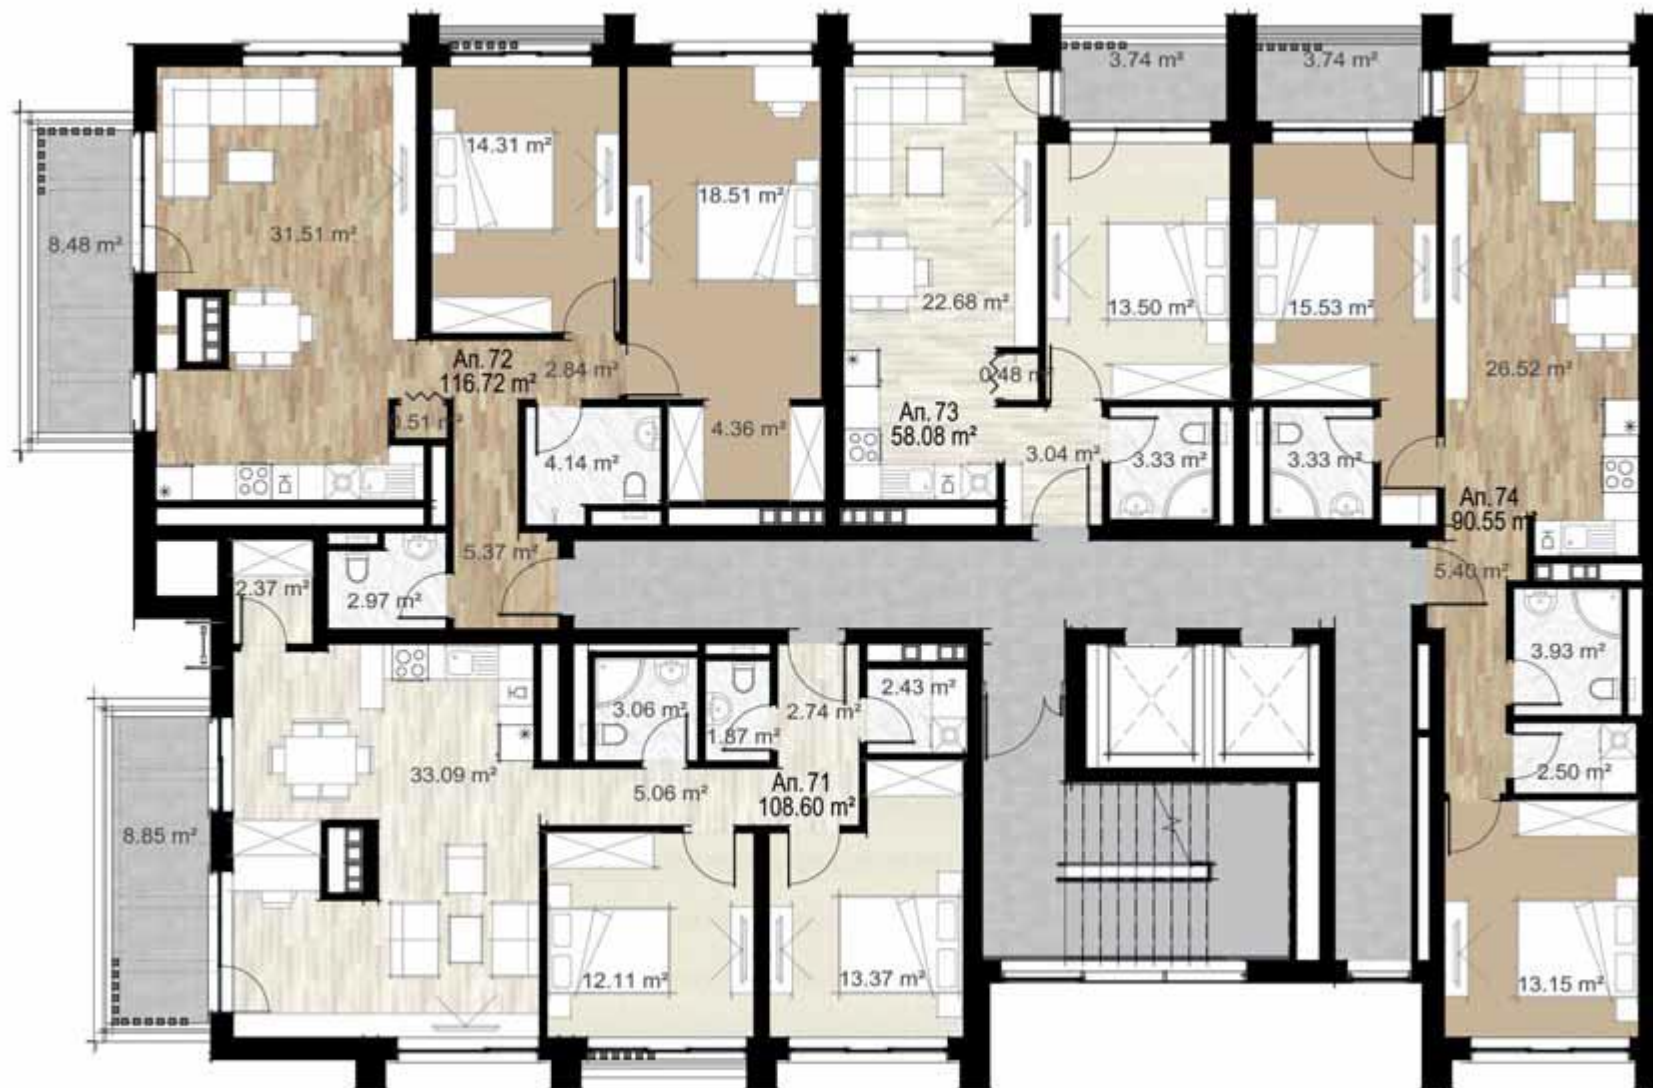 3.74 m²
3.74 m²
14.31 m²
18.51 m²
31.51 m²
8.48 m²
22.68 m²
13.50 m²
15.53 m²
26.52 m²
Ап. 72
116.72 m²
2.84 m²
0.48 m²
0.51 m²
4.36 m²
Ап. 73
58.08 m²
4.14 m²
3.04 m²
3.33 m²
3.33 m²
Ап. 74
90.55 m²
5.37 m²
5.40 m²
2.37 m²
2.97 m²
3.93 m²
3.06 m²
1.87 m²
2.74 m²
2.43 m²
33.09 m²
5.06 m²
Ап. 71
108.60 m²
2.50 m²
8.85 m²
12.11 m²
13.37 m²
13.15 m²